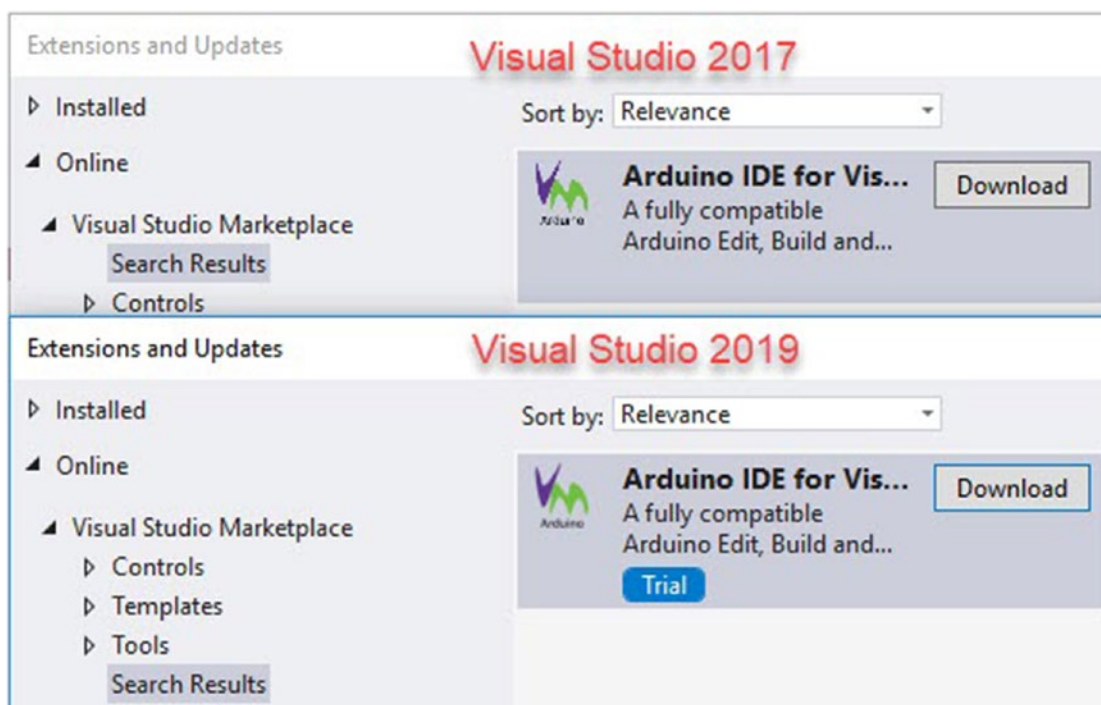 Extensions and Updates
Visual Studio 2017
Installed
Sort by: Relevance
Online
Arduino IDE for Vis...
Download
A fully compatible
Arduino Edit, Build and...
Arduino
Visual Studio Marketplace
Search Results
Controls
Extensions and Updates
Visual Studio 2019
Installed
Sort by: Relevance
Online
Arduino IDE for Vis...
Download
A fully compatible
Arduino Edit, Build and...
Arduino
Trial
Visual Studio Marketplace
Controls
Templates
Tools
Search Results